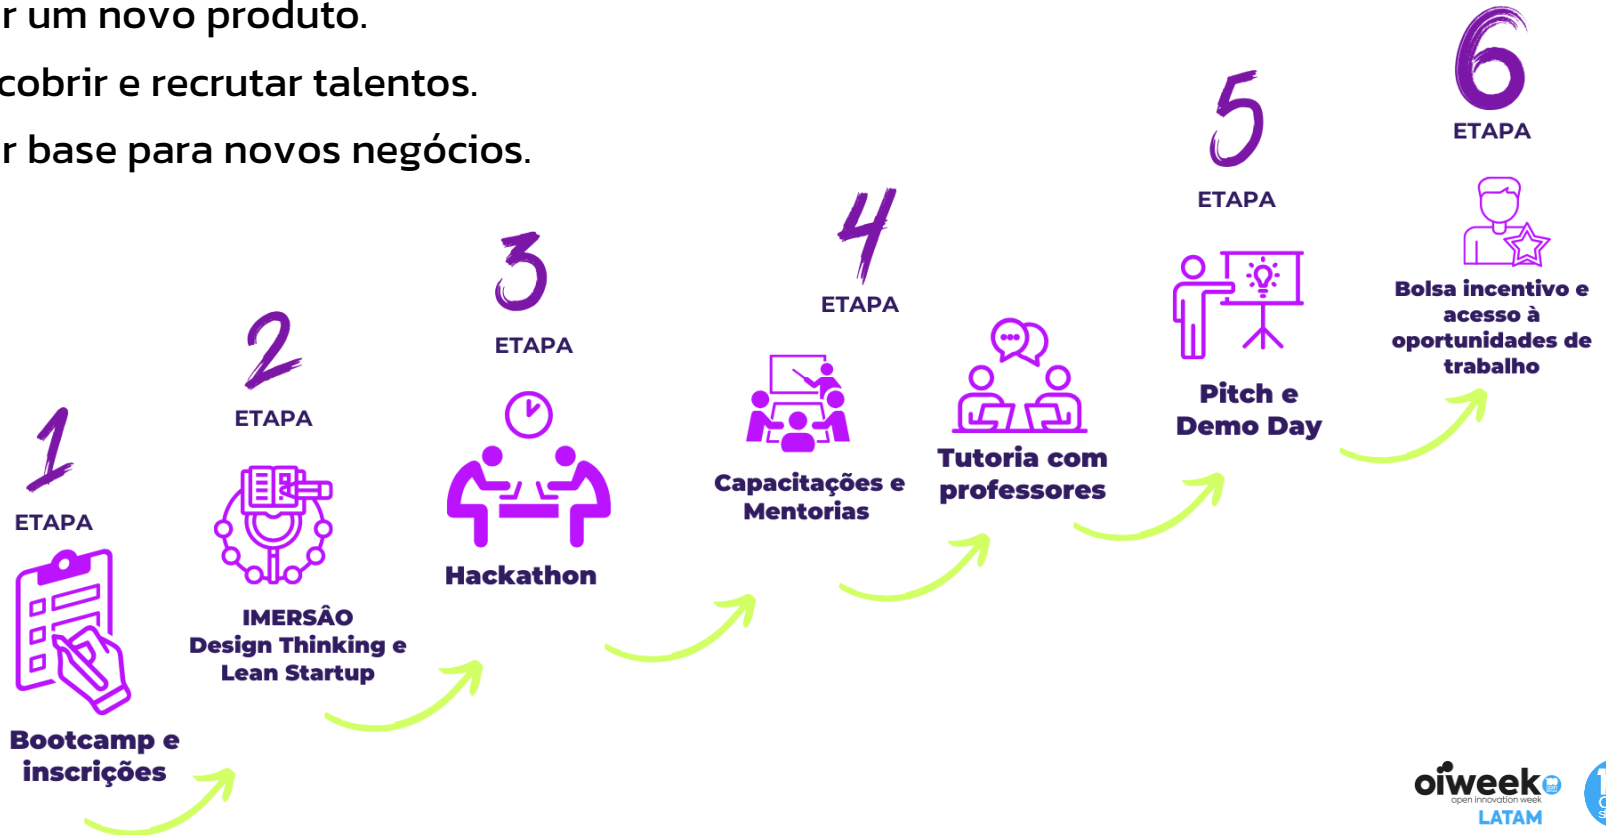 r um novo produto.
cobrir e recrutar talentos.
r base para novos negócios.
1
ETAPA
Bootcamp e
inscrições
2
ETAPA
IMERSÂO
Design Thinking e
Lean Startup
3
ETAPA
Hackathon
4
ETAPA
Capacitações e
Mentorias
Tutoria com
professores
5
ETAPA
Pitch e
Demo Day
6
ETAPA
Bolsa incentivo e
acesso à
oportunidades de
trabalho
oiweek
open innovation week
LATAM